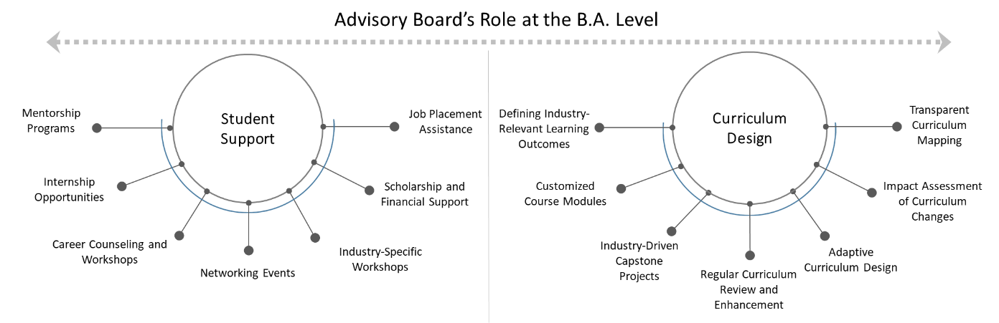 Advisory Board's Role at the B.A. Level
Student
Support
Mentorship
Programs
Internship
Opportunities
Career Counseling and
Workshops
Networking Events
Industry-Specific
Workshops
Scholarship and
Financial Support
Job Placement
Assistance
Curriculum
Design
Defining Industry-
Relevant Learning
Outcomes
Customized
Course Modules
Industry-Driven
Capstone
Projects
Regular Curriculum
Review and
Enhancement
Adaptive
Curriculum Design
Impact Assessment
of Curriculum
Changes
Transparent
Curriculum
Mapping